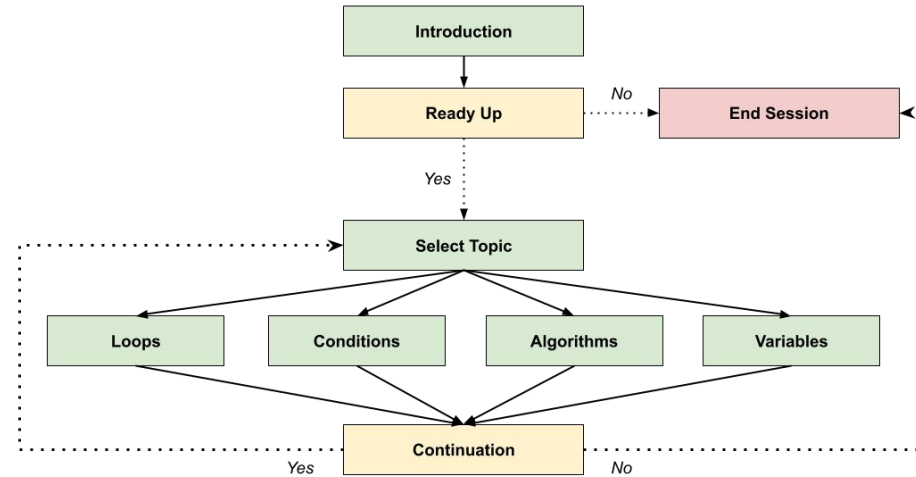 Introduction
Ready Up
No
End Session
Yes
Select Topic
Loops
Conditions
Algorithms
Variables
Continuation
Yes
No